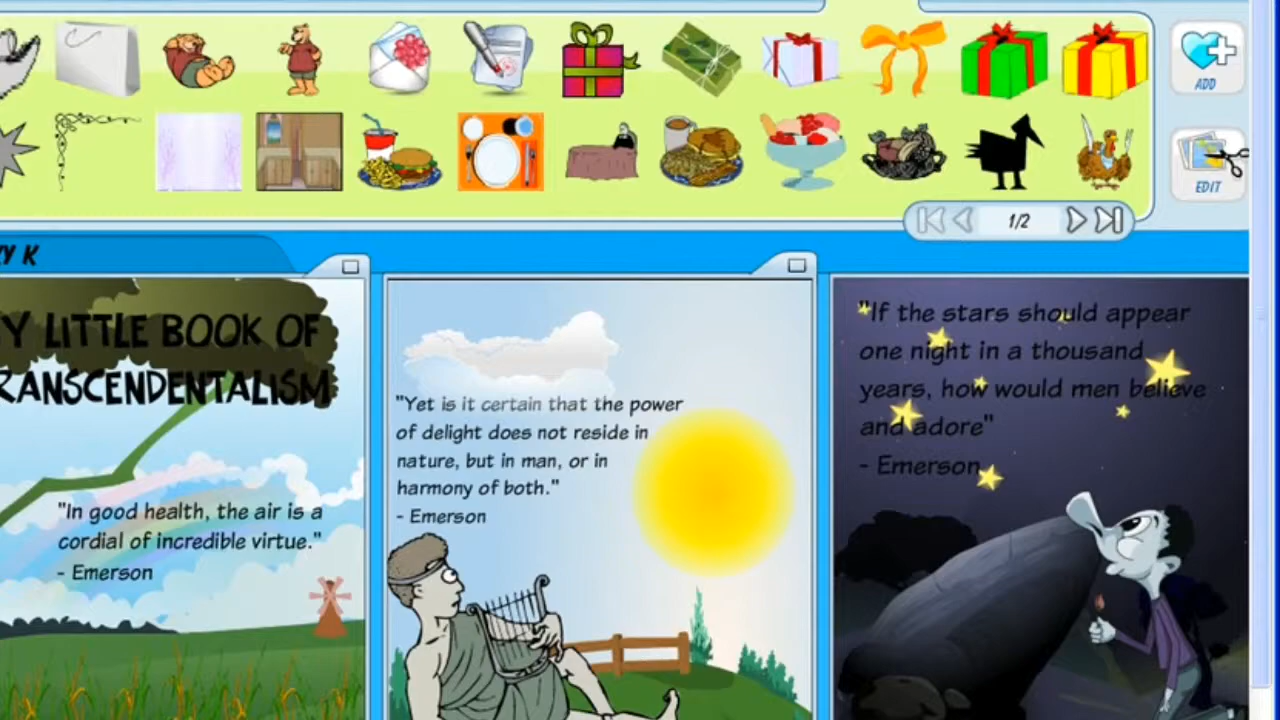 ADD
EDIT
1/2
Y K
Y LITTLE BOOK OF
RANSCENDENTALISM
"In good health, the air is a
cordial of incredible virtue."
- Emerson
"Yet is it certain that the power
of delight does not reside in
nature, but in man, or in
harmony of both."
- Emerson
"If the stars should appear
one night in a thousand
years, how would men believe
and adore"
- Emerson